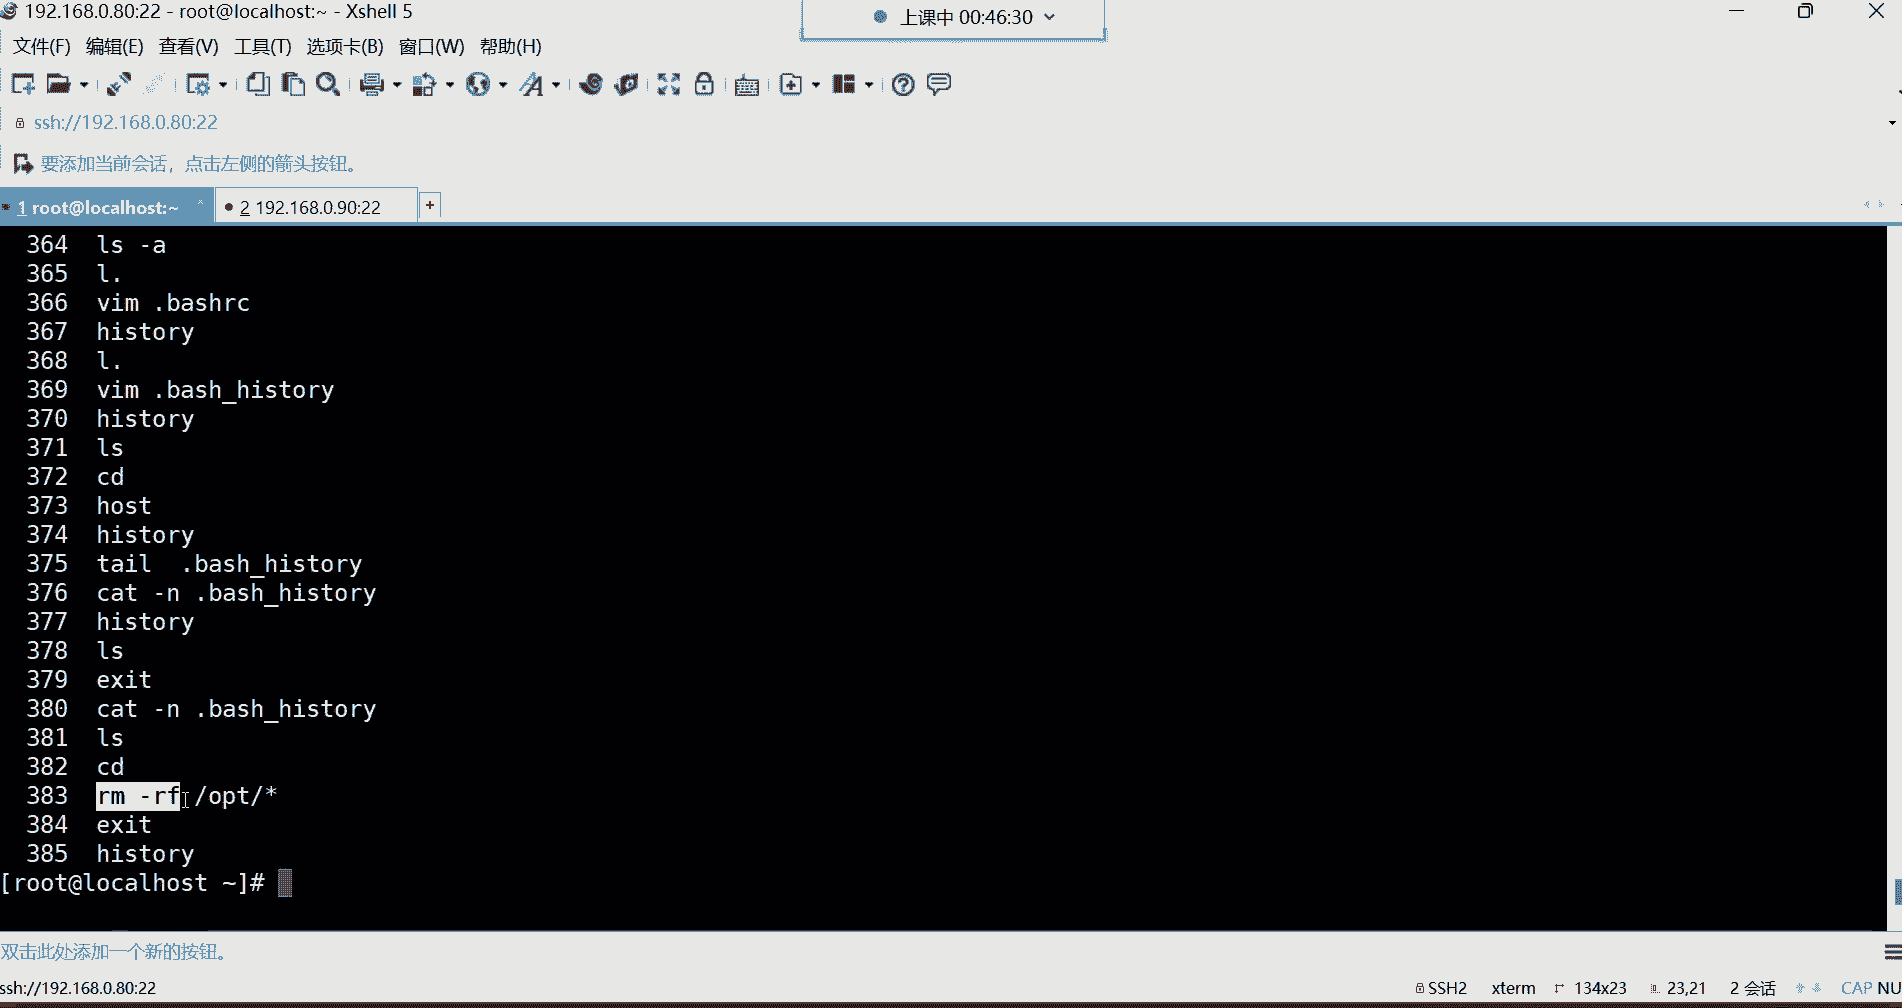 192.168.0.80:22 - root@localhost:~ - Xshell 5
上课中 00:46:30
文件(F) 编辑(E) 查看(V) 工具(T) 选项卡(B) 窗口(W) 帮助(H)
ssh://192.168.0.80:22
要添加当前会话，点击左侧的箭头按钮。
1 root@localhost:~ 2 192.168.0.90:22 +
364 ls -a
365 l.
366 vim .bashrc
367 history
368 l.
369 vim .bash_history
370 history
371 ls
372 cd
373 host
374 history
375 tail  .bash_history
376 cat -n .bash_history
377 history
378 ls
379 exit
380 cat -n .bash_history
381 ls
382 cd
383 rm -rf /opt/*
384 exit
385 history
[root@localhost ~]#
双击此处添加一个新的按钮。
ssh://192.168.0.80:22 SSH2 xterm 134x23 23,21 2 会话 CAP NU